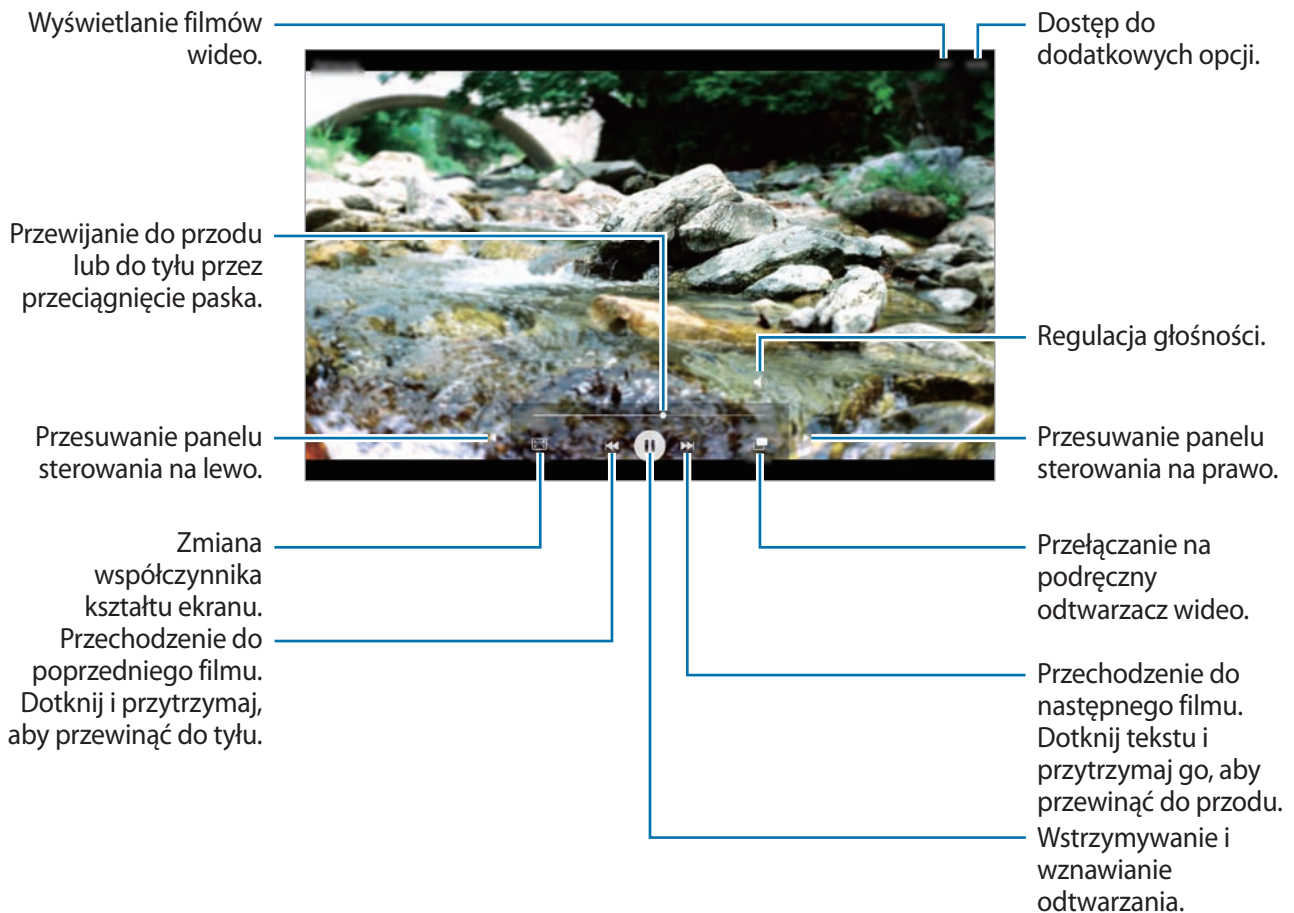 Wyświetlanie filmów
wideo.
Dostęp do
dodatkowych opcji.
Przewijanie do przodu
lub do tyłu przez
przeciągnięcie paska.
Regulacja głośności.
Przesuwanie panelu
sterowania na lewo.
Przesuwanie panelu
sterowania na prawo.
Zmiana
współczynnika
kształtu ekranu.
Przełączanie na
podręczny
odtwarzacz wideo.
Przechodzenie do
poprzedniego filmu.
Dotknij i przytrzymaj,
aby przewinąć do tyłu.
Przechodzenie do
następnego filmu.
Dotknij tekstu i
przytrzymaj go, aby
przewinąć do przodu.
Wstrzymywanie i
wznawianie
odtwarzania.